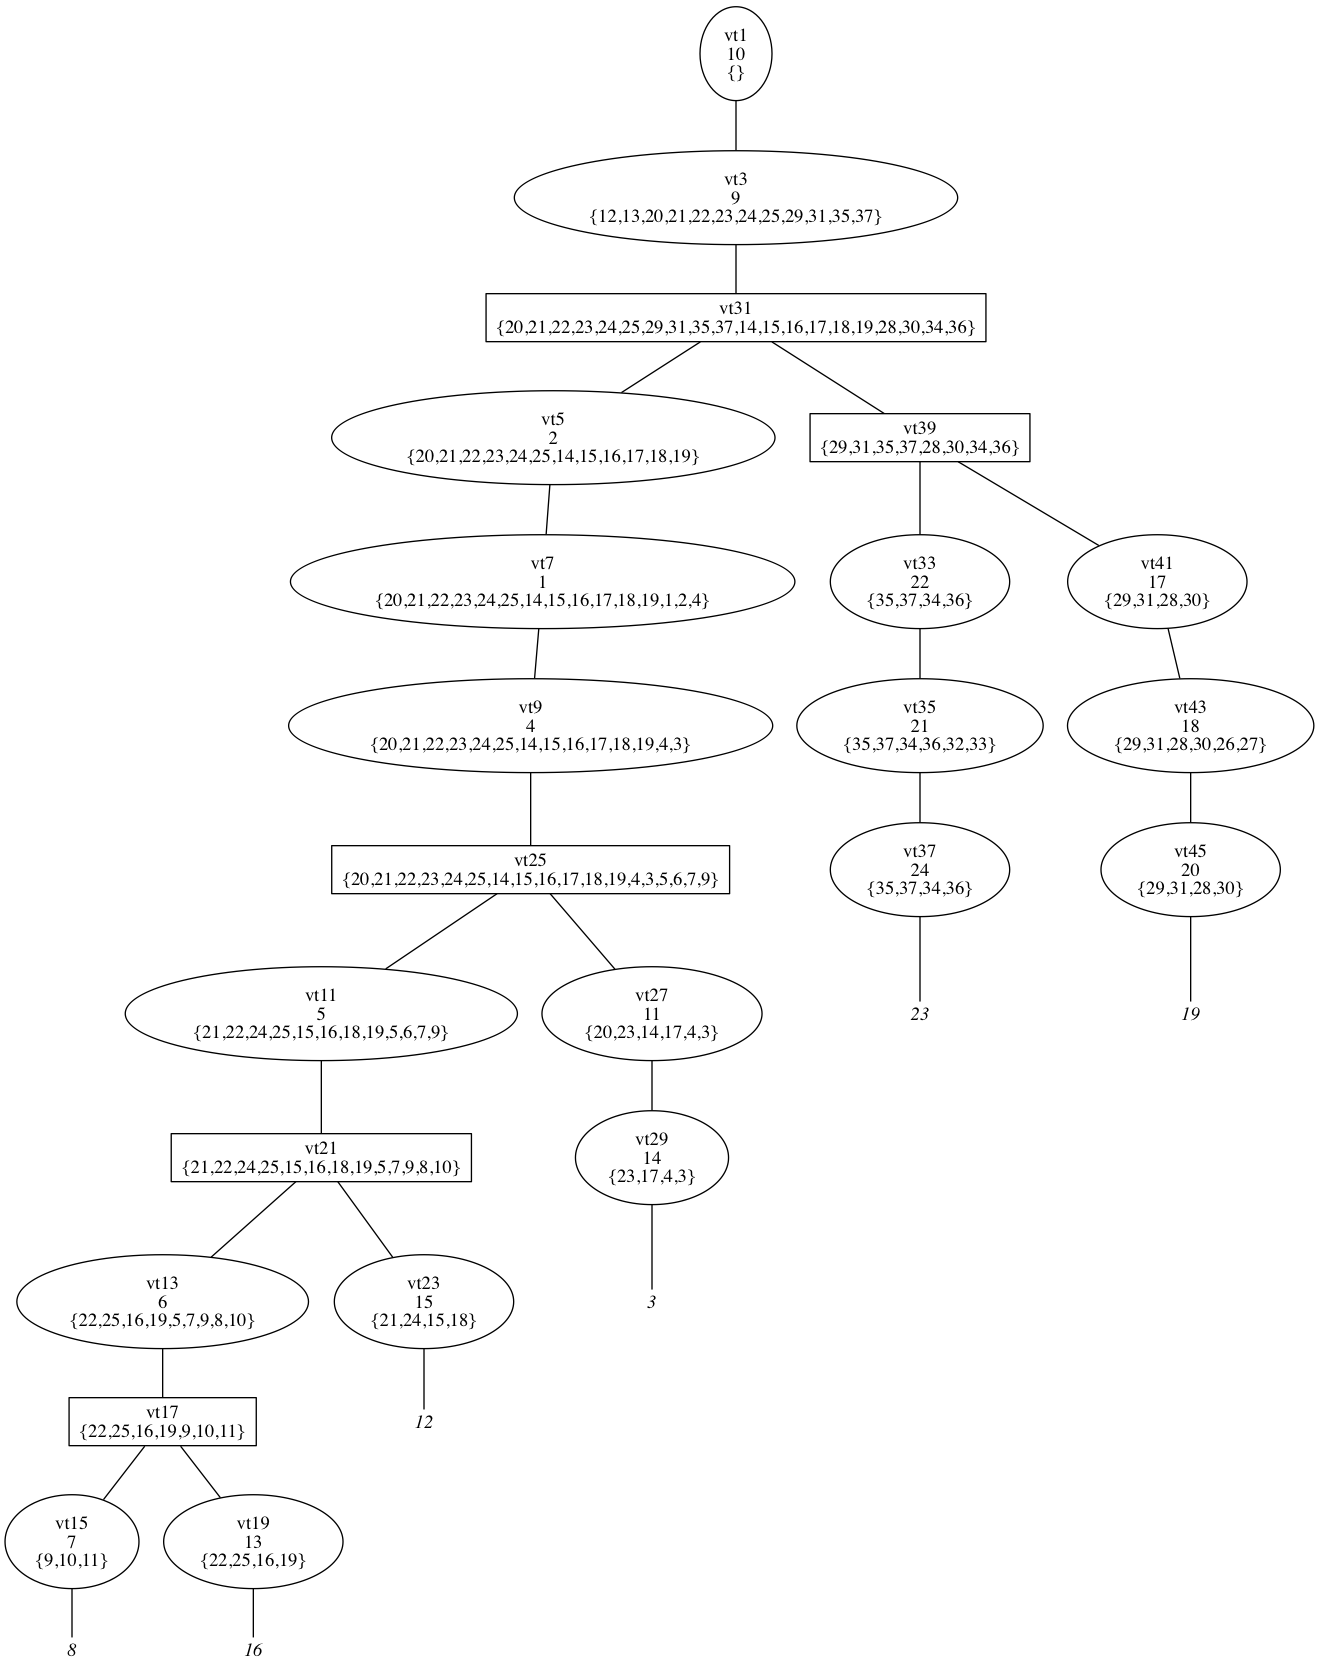 vt1
10
{}
vt3
9
{12,13,20,21,22,23,24,25,29,31,35,37}
vt31
{20,21,22,23,24,25,29,31,35,37,14,15,16,17,18,19,28,30,34,36}
vt5
2
{20,21,22,23,24,25,14,15,16,17,18,19}
vt39
{29,31,35,37,28,30,34,36}
vt7
1
{20,21,22,23,24,25,14,15,16,17,18,19,1,2,4}
vt33
22
{35,37,34,36}
vt41
17
{29,31,28,30}
vt9
4
{20,21,22,23,24,25,14,15,16,17,18,19,4,3}
vt35
21
{35,37,34,36,32,33}
vt43
18
{29,31,28,30,26,27}
vt25
{20,21,22,23,24,25,14,15,16,17,18,19,4,3,5,6,7,9}
vt37
24
{35,37,34,36}
vt45
20
{29,31,28,30}
vt11
5
{21,22,24,25,15,16,18,19,5,6,7,9}
vt27
11
{20,23,14,17,4,3}
23
19
vt21
{21,22,24,25,15,16,18,19,5,7,9,8,10}
vt29
14
{23,17,4,3}
vt13
6
{22,25,16,19,5,7,9,8,10}
vt23
15
{21,24,15,18}
3
vt17
{22,25,16,19,9,10,11}
12
vt15
7
{9,10,11}
vt19
13
{22,25,16,19}
8
16